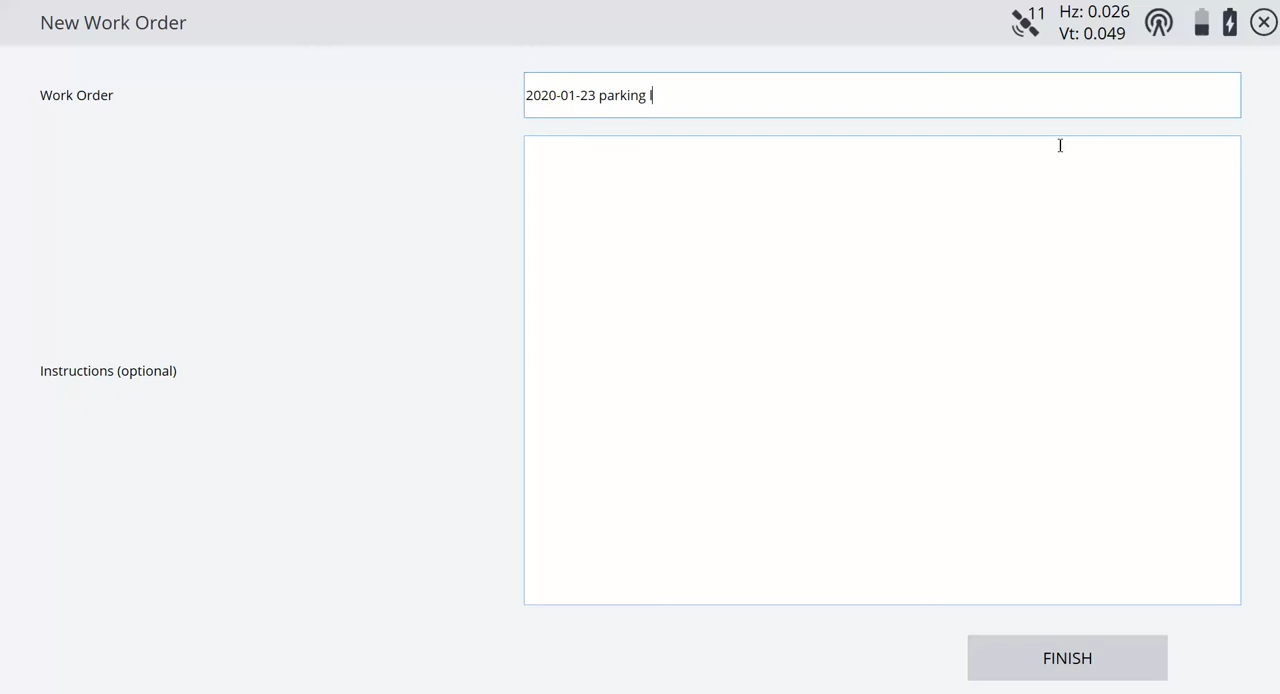 New Work Order
11
Hz: 0.026
Vt: 0.049
Work Order
2020-01-23 parking l
Instructions (optional)
FINISH